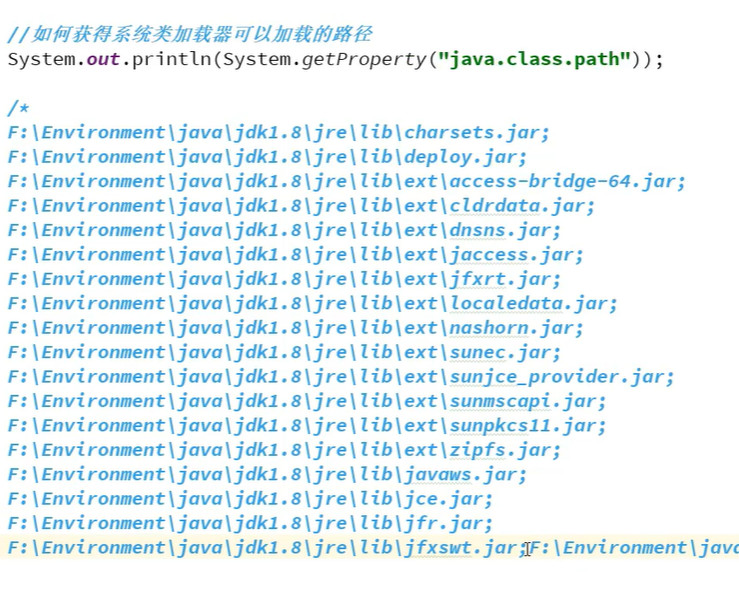 //如何获得系统类加载器可以加载的路径
System.out.println(System.getProperty("java.class.path"));
/*
F:\Environment\java\jdk1.8\jre\lib\charsets.jar;
F:\Environment\java\jdk1.8\jre\lib\deploy.jar;
F:\Environment\java\jdk1.8\jre\lib\ext\access-bridge-64.jar;
F:\Environment\java\jdk1.8\jre\lib\ext\cldrdata.jar;
F:\Environment\java\jdk1.8\jre\lib\ext\dnsns.jar;
F:\Environment\java\jdk1.8\jre\lib\ext\jaccess.jar;
F:\Environment\java\jdk1.8\jre\lib\ext\jfxrt.jar;
F:\Environment\java\jdk1.8\jre\lib\ext\localedata.jar;
F:\Environment\java\jdk1.8\jre\lib\ext\nashorn.jar;
F:\Environment\java\jdk1.8\jre\lib\ext\sunec.jar;
F:\Environment\java\jdk1.8\jre\lib\ext\sunjce_provider.jar;
F:\Environment\java\jdk1.8\jre\lib\ext\sunmscapi.jar;
F:\Environment\java\jdk1.8\jre\lib\ext\sunpkcs11.jar;
F:\Environment\java\jdk1.8\jre\lib\ext\zipfs.jar;
F:\Environment\java\jdk1.8\jre\lib\javaws.jar;
F:\Environment\java\jdk1.8\jre\lib\jce.jar;
F:\Environment\java\jdk1.8\jre\lib\jfr.jar;
F:\Environment\java\jdk1.8\jre\lib\jfxswt.jar;F:\Environment\java